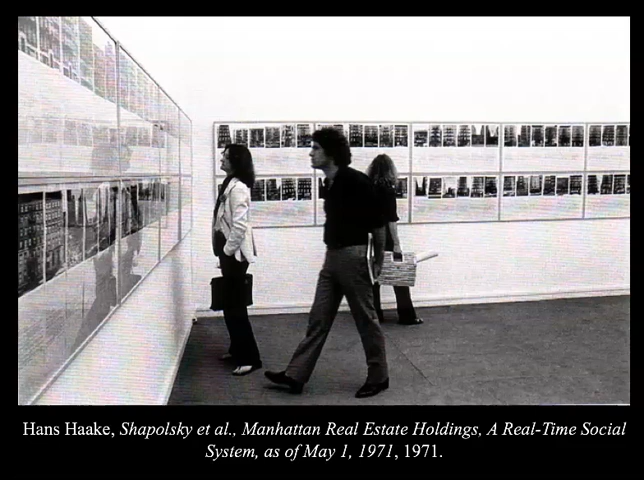 Hans Haake, Shapolsky et al., Manhattan Real Estate Holdings, A Real-Time Social
System, as of May 1, 1971, 1971.